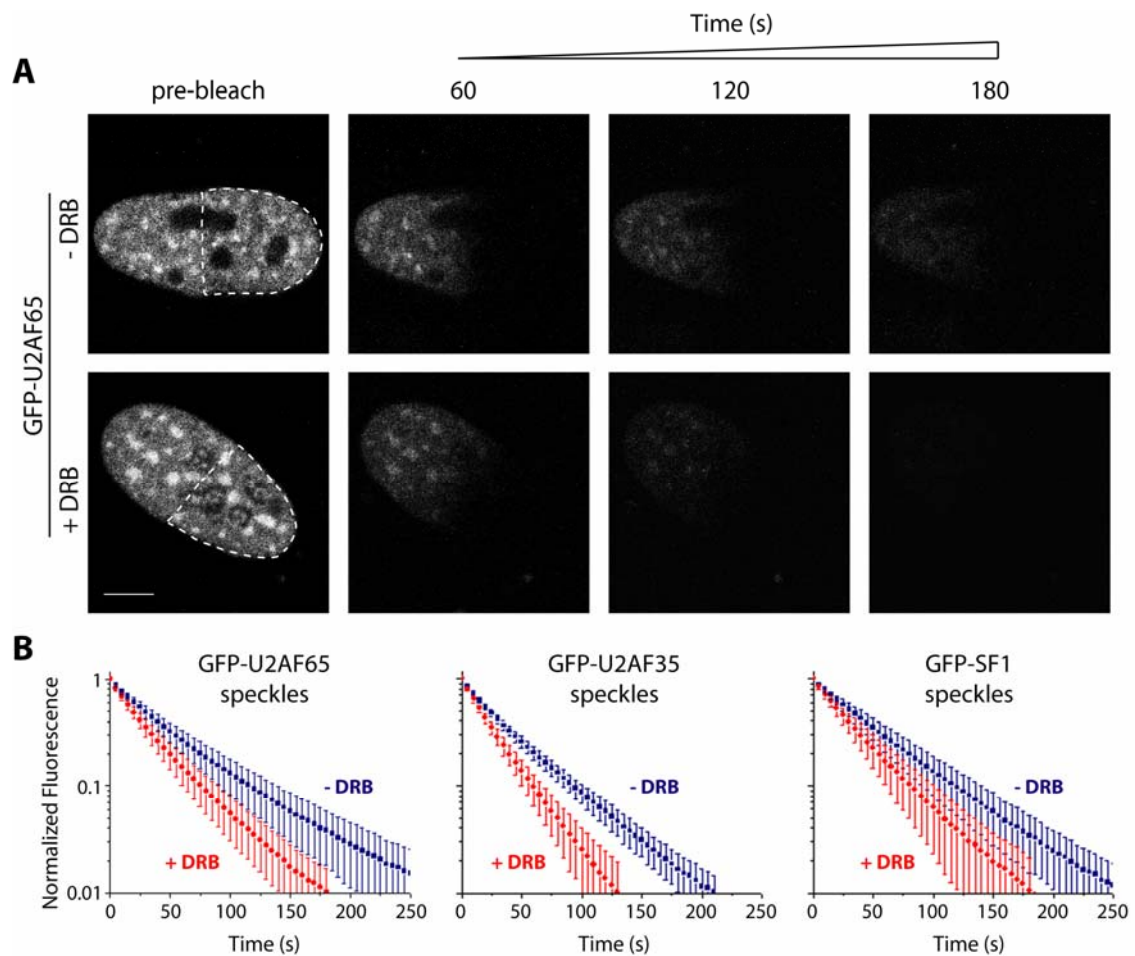 Time (s)
A
pre-bleach 60 120 180
GFP-U2AF65
- DRB
+ DRB
B
GFP-U2AF65 speckles
GFP-U2AF35 speckles
GFP-SF1 speckles
Normalized Fluorescence
1
0.1
0.01
- DRB
+ DRB
- DRB
+ DRB
- DRB
+ DRB
0 50 100 150 200 250
0 50 100 150 200 250
0 50 100 150 200 250
Time (s)
Time (s)
Time (s)